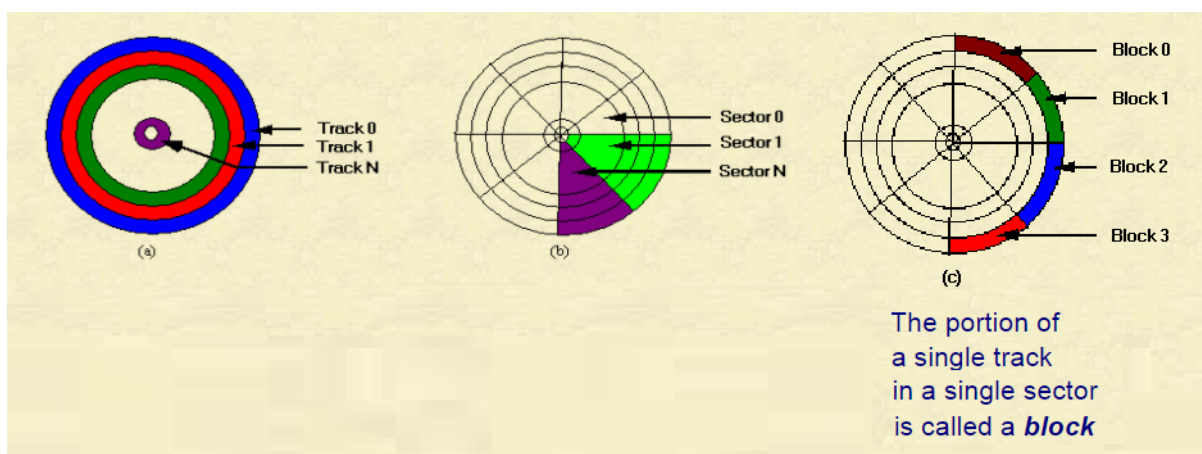 Track 0
Track 1
Track N
(a)
Sector 0
Sector 1
Sector N
(b)
Block 0
Block 1
Block 2
Block 3
(c)
The portion of
a single track
in a single sector
is called a block